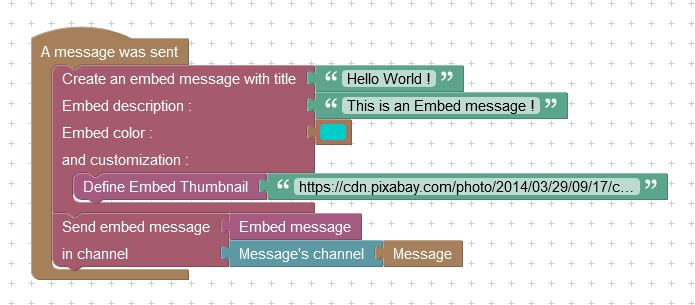 A message was sent
Create an embed message with title “ Hello World ! ”
Embed description : “ This is an Embed message ! ”
Embed color :
and customization :
Define Embed Thumbnail “ https://cdn.pixabay.com/photo/2014/03/29/09/17/c... ”
Send embed message Embed message
in channel Message's channel Message